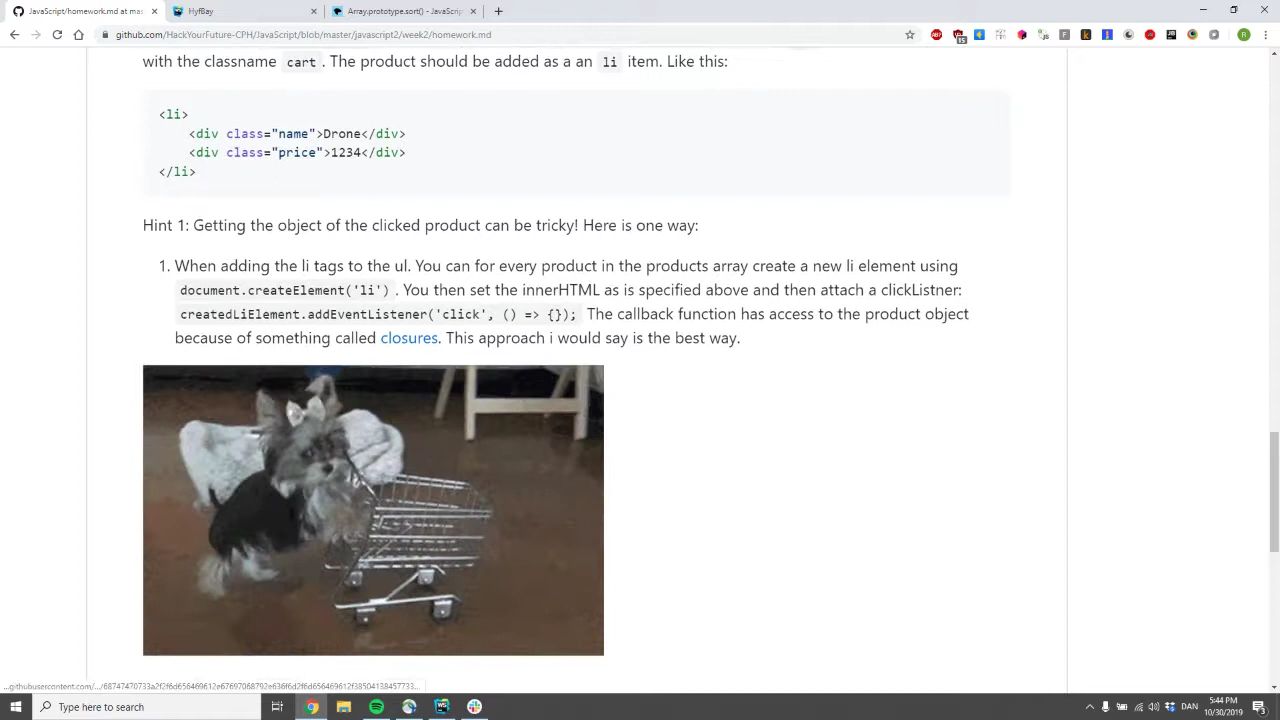 JavaScript/homework.md at mas
HyfBay
Array.prototype.sort() - JavaScript
github.com/HackYourFuture-CPH/JavaScript/blob/master/javascript2/week2/homework.md
with the classname cart . The product should be added as a an li item. Like this:
<li>
<div class="name">Drone</div>
<div class="price">1234</div>
</li>
Hint 1: Getting the object of the clicked product can be tricky! Here is one way:
1. When adding the li tags to the ul. You can for every product in the products array create a new li element using
document.createElement('li') . You then set the innerHTML as is specified above and then attach a clickListner:
createdLiElement.addEventListener('click', () => {}); The callback function has access to the product object
because of something called closures. This approach i would say is the best way.
Type here to search
5:44 PM
DAN
10/30/2019